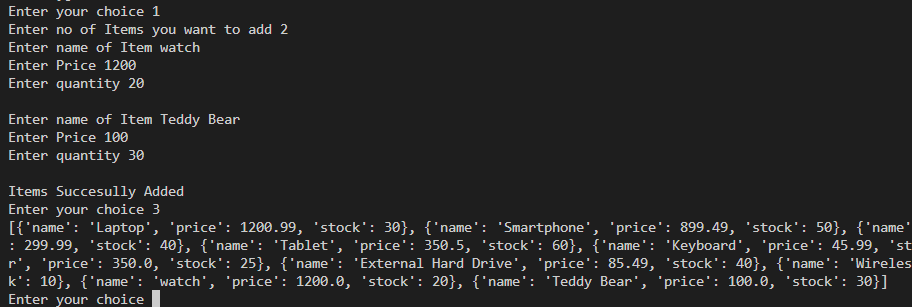 Enter your choice 1
Enter no of Items you want to add 2
Enter name of Item watch
Enter Price 1200
Enter quantity 20
Enter name of Item Teddy Bear
Enter Price 100
Enter quantity 30
Items Succesully Added
Enter your choice 3
[{'name': 'Laptop', 'price': 1200.99, 'stock': 30}, {'name': 'Smartphone', 'price': 899.49, 'stock': 50}, {'name'
: 299.99, 'stock': 40}, {'name': 'Tablet', 'price': 350.5, 'stock': 60}, {'name': 'Keyboard', 'price': 45.99, 'st
r', 'price': 350.0, 'stock': 25}, {'name': 'External Hard Drive', 'price': 85.49, 'stock': 40}, {'name': 'Wireles
k': 10}, {'name': 'watch', 'price': 1200.0, 'stock': 20}, {'name': 'Teddy Bear', 'price': 100.0, 'stock': 30}]
Enter your choice